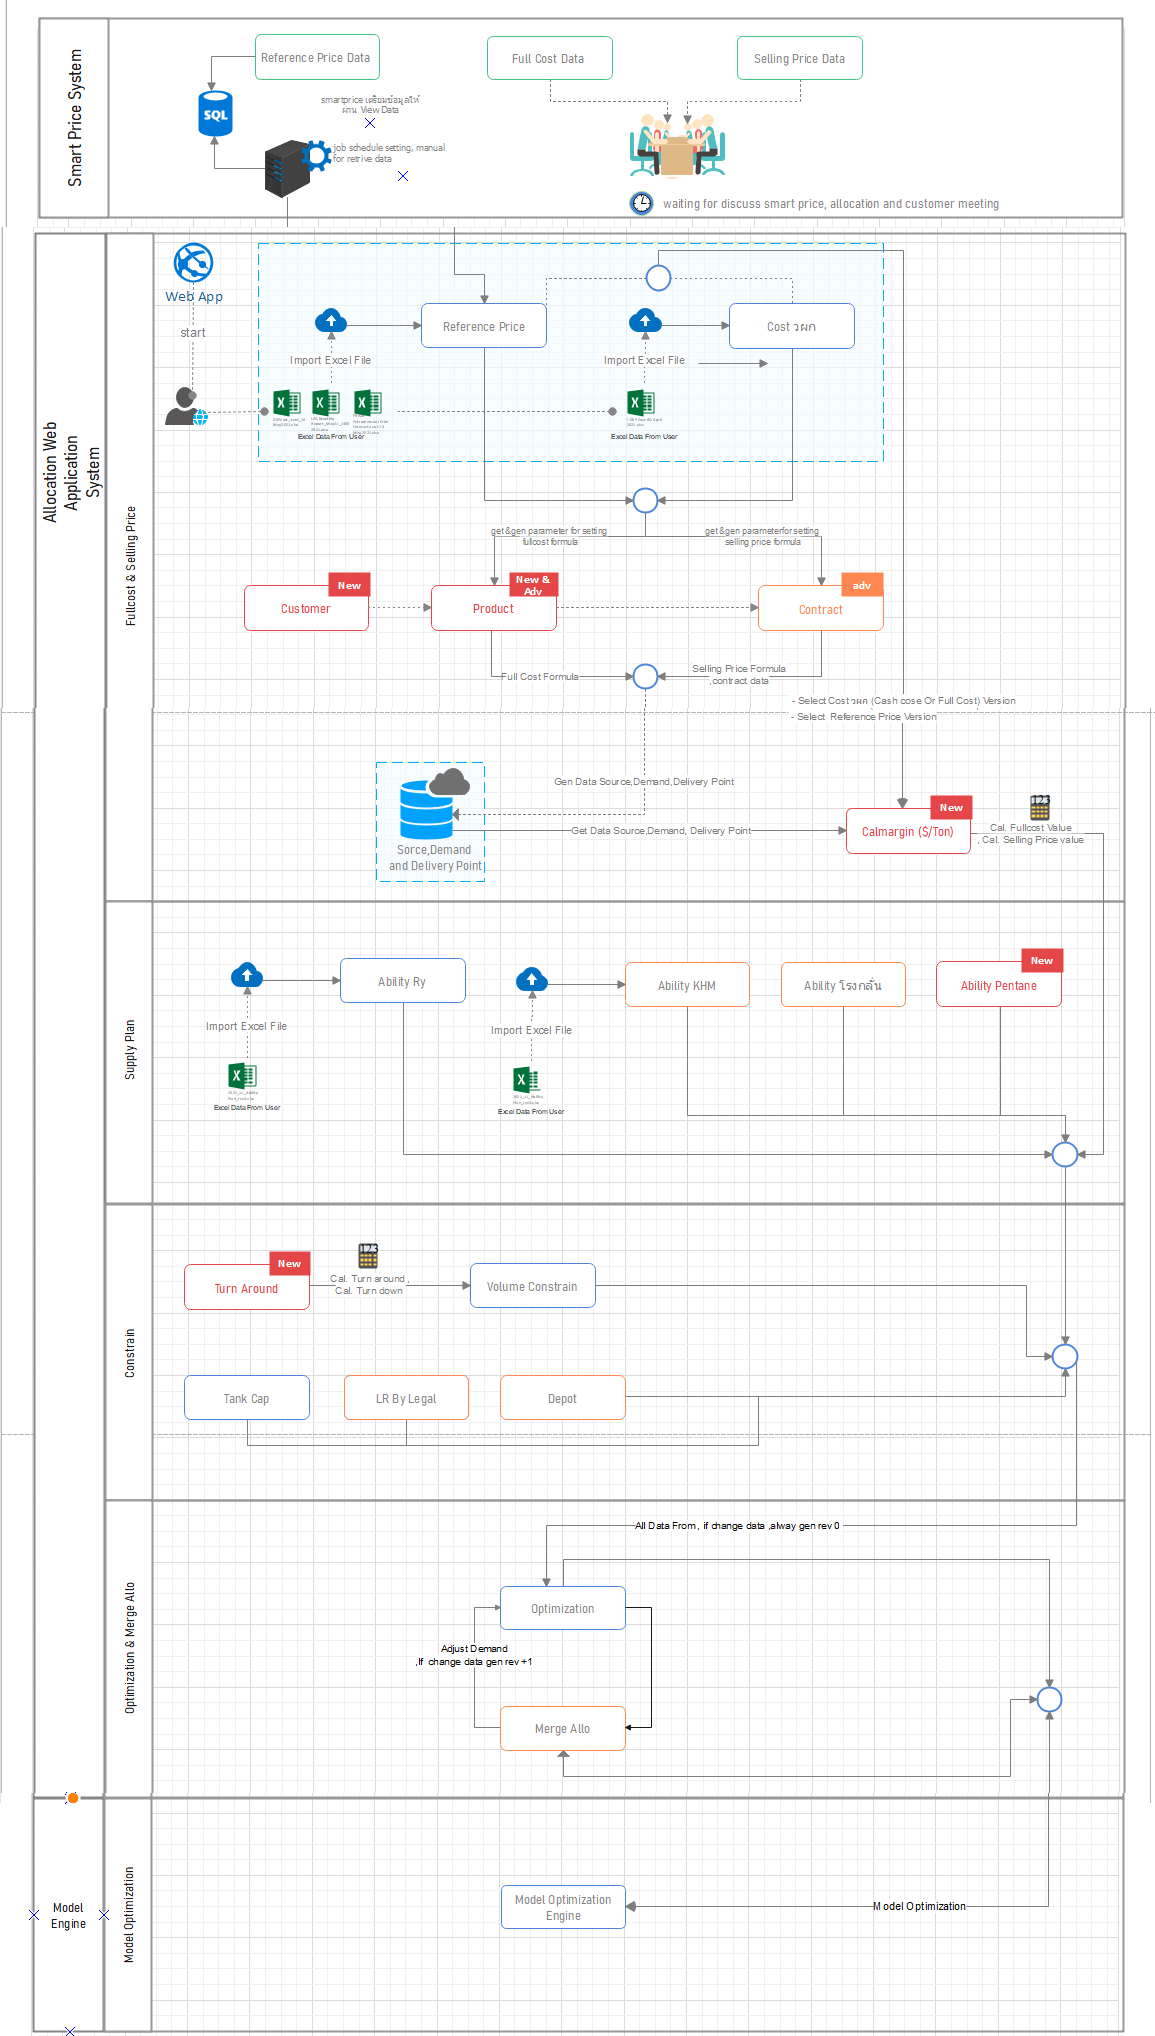 Smart Price System
Reference Price Data
Full Cost Data
Selling Price Data
SQL
smartprice เตรียมข้อมูลให้
ผ่าน View Data
job schedule setting, manual
for retrive data
waiting for discuss smart price, allocation and customer meeting
Allocation Web
Application
System
Fullcost & Selling Price
Web App
start
Reference Price
Cost วผก
Import Excel File
Import Excel File
Excel Data From User
Excel Data From User
get &gen parameter for setting
fullcost formula
get &gen parameterfor setting
selling price formula
New
Customer
New &
Adv
Product
adv
Contract
Full Cost Formula
Selling Price Formula
,contract data
- Select Cost วผก (Cash cose Or Full Cost) Version
- Select Reference Price Version
Gen Data Source,Demand,Delivery Point
Get Data Source,Demand, Delivery Point
Sorce,Demand
and Delivery Point
New
Calmargin ($/Ton)
123
Cal. Fullcost Value
, Cal. Selling Price value
Supply Plan
Ability Ry
Ability KHM
Ability โรงกลั่น
New
Ability Pentane
Import Excel File
Import Excel File
Excel Data From User
Excel Data From User
Constrain
New
Turn Around
123
Cal. Turn around ,
Cal. Turn down
Volume Constrain
Tank Cap
LR By Legal
Depot
Optimization & Merge Allo
All Data From , if change data ,alway gen rev 0
Optimization
Adjust Demand
,If change data gen rev +1
Merge Allo
Model
Engine
Model Optimization
Model Optimization
Engine
Model Optimization